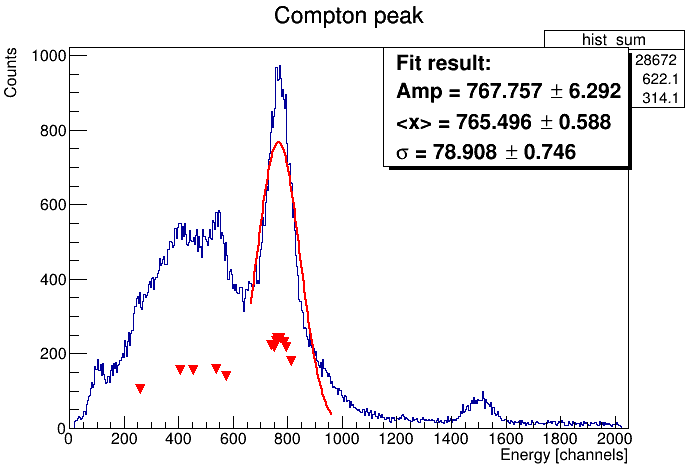 Compton peak
hist_sum
28672
622.1
314.1
Fit result:
Amp = 767.757 ± 6.292
<x> = 765.496 ± 0.588
σ = 78.908 ± 0.746
Counts
1000
800
600
400
200
0
0 200 400 600 800 1000 1200 1400 1600 1800 2000
Energy [channels]